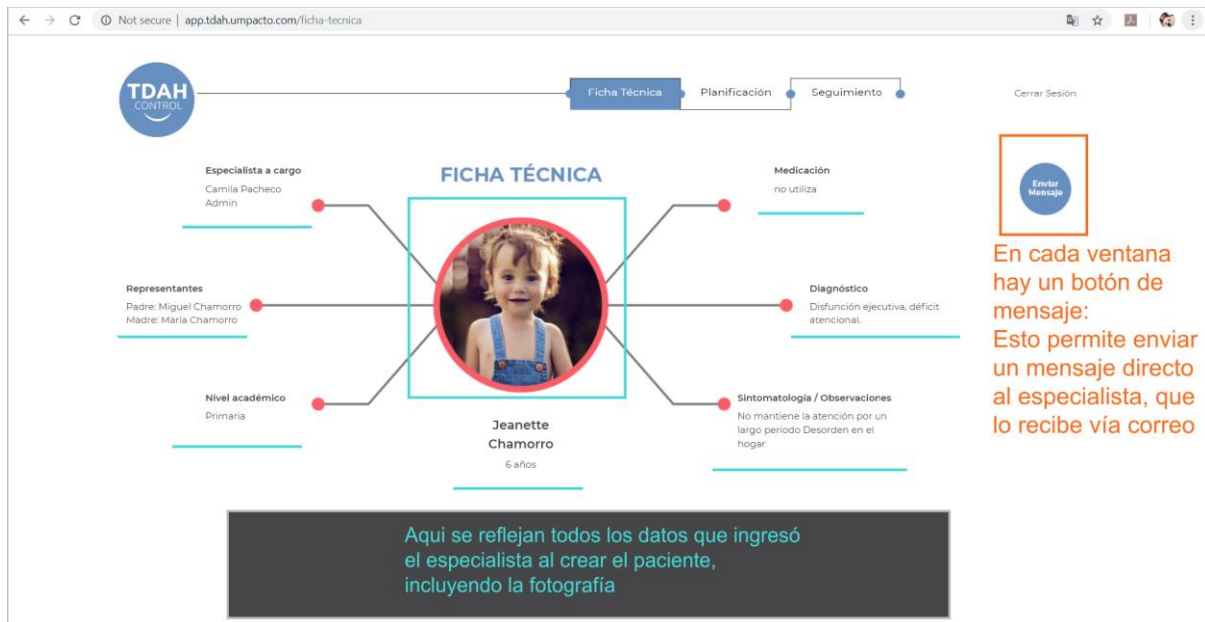 Not secure | app.tdah.umpacto.com/ficha-tecnica
TDAH
CONTROL
Ficha Técnica
Planificación
Seguimiento
Cerrar Sesión
Especialista a cargo
Camila Pacheco
Admin
FICHA TÉCNICA
Medicación
no utiliza
Enviar
Mensaje
En cada ventana
hay un botón de
mensaje:
Esto permite enviar
un mensaje directo
al especialista, que
lo recibe vía correo
Representantes
Padre: Miguel Chamorro
Madre: Maria Chamorro
Diagnóstico
Disfunción ejecutiva, déficit
atencional.
Nivel académico
Primaria
Sintomatología / Observaciones
No mantiene la atención por un
largo periodo Desorden en el
hogar
Jeanette
Chamorro
6 años
Aqui se reflejan todos los datos que ingresó
el especialista al crear el paciente,
incluyendo la fotografía